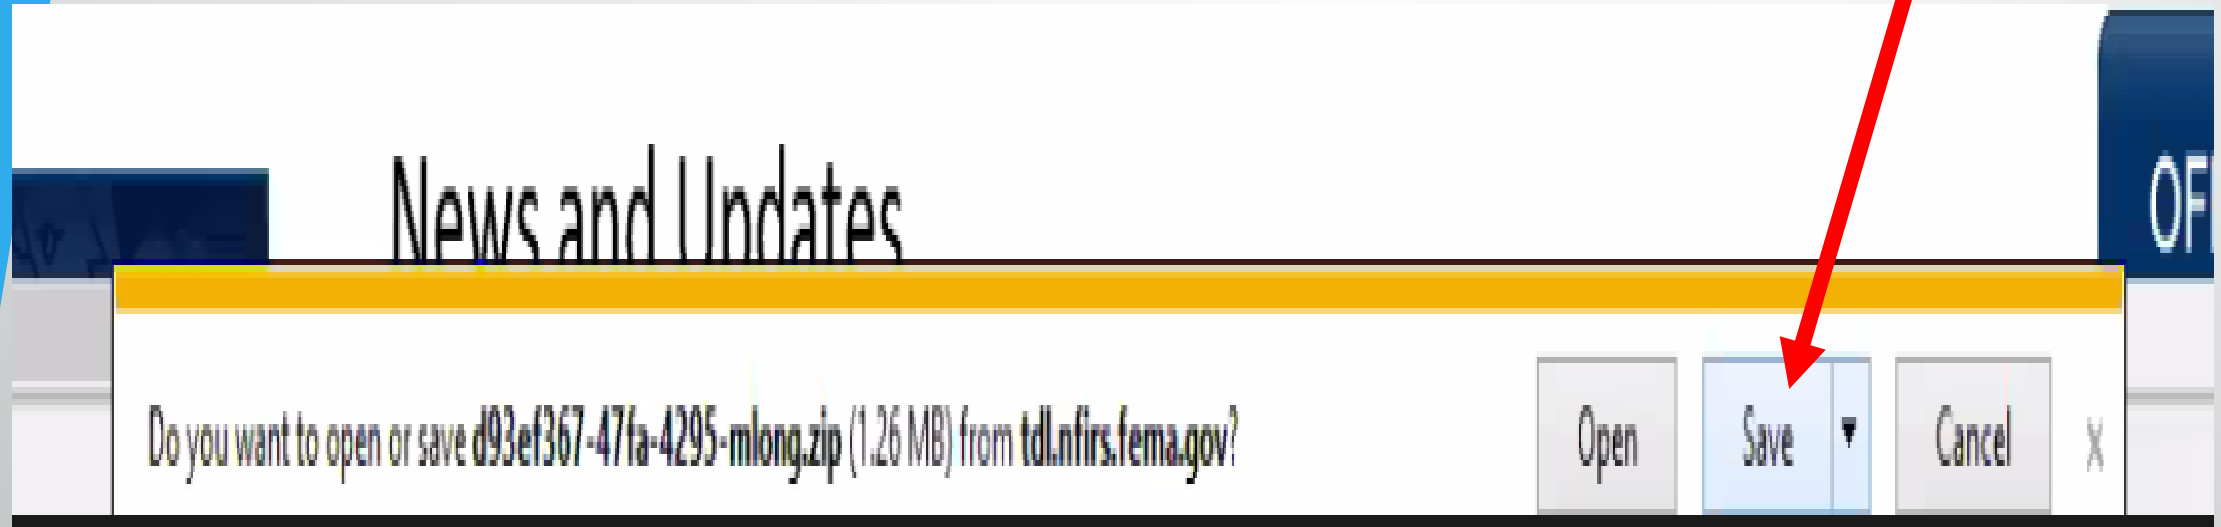 News and Updates
OF
Do you want to open or save d93ef367-47fa-4295-mlong.zip (1.26 MB) from tdl.nfirs.fema.gov?
Open
Save
Cancel
X